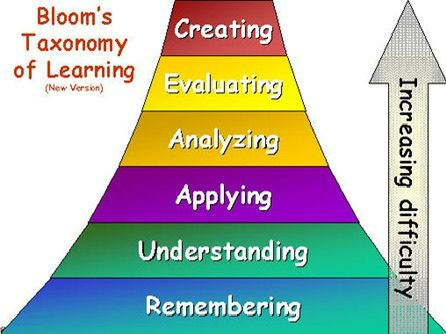 Bloom's
Taxonomy
of Learning
(New Version)
Creating
Evaluating
Analyzing
Applying
Understanding
Remembering
Increasing difficulty